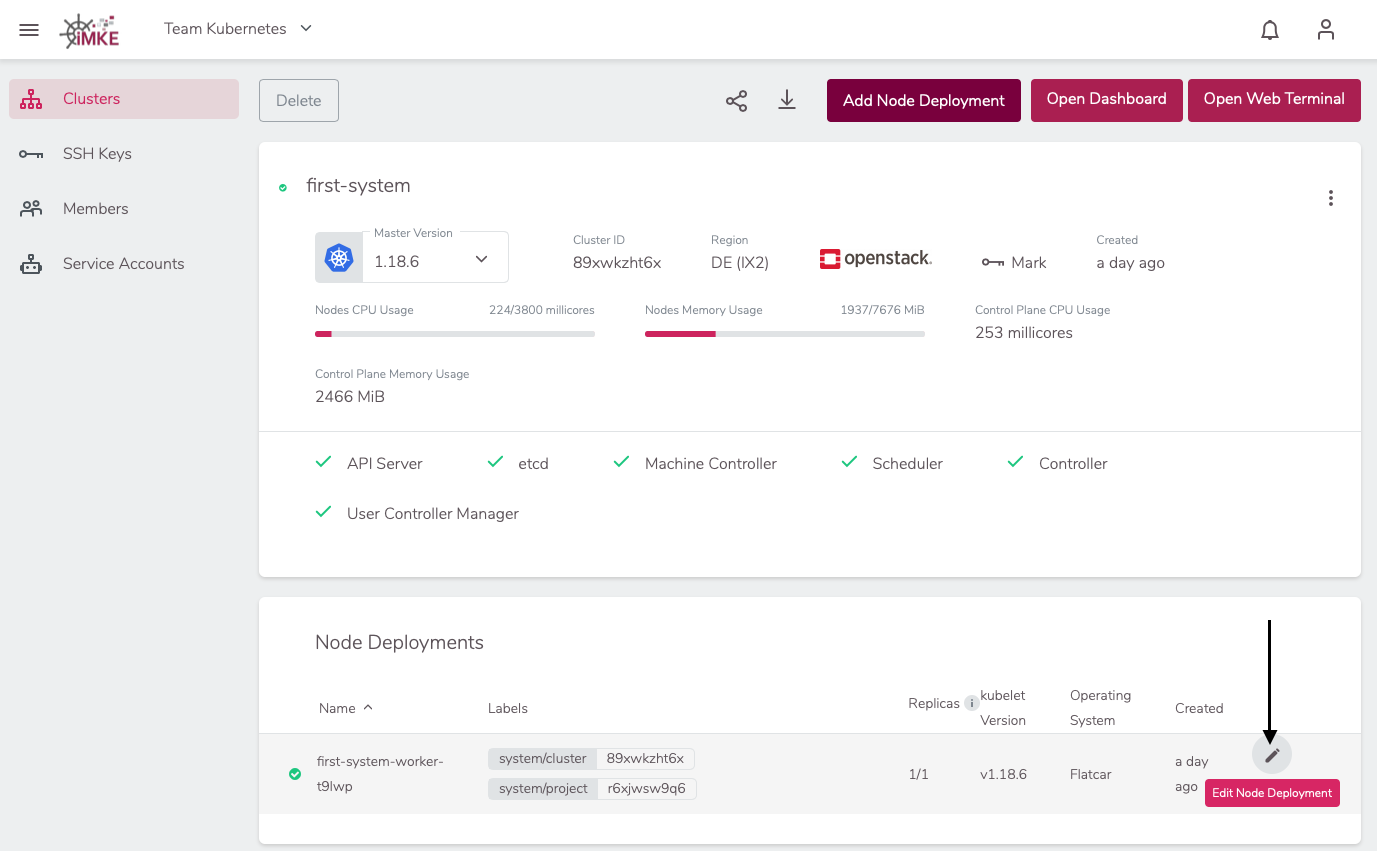 iMKE
Team Kubernetes
Clusters
SSH Keys
Members
Service Accounts
Delete
Add Node Deployment
Open Dashboard
Open Web Terminal
first-system
Master Version
1.18.6
Cluster ID
89xwkzht6x
Region
DE (IX2)
openstack.
Mark
Created
a day ago
Nodes CPU Usage
224/3800 millicores
Nodes Memory Usage
1937/7676 MiB
Control Plane CPU Usage
253 millicores
Control Plane Memory Usage
2466 MiB
API Server
etcd
Machine Controller
Scheduler
Controller
User Controller Manager
Node Deployments
Name
Labels
Replicas
i
kubelet
Version
Operating
System
Created
first-system-worker-
t9lwp
system/cluster 89xwkzht6x
system/project r6xjwsw9q6
1/1
v1.18.6
Flatcar
a day
ago
Edit Node Deployment